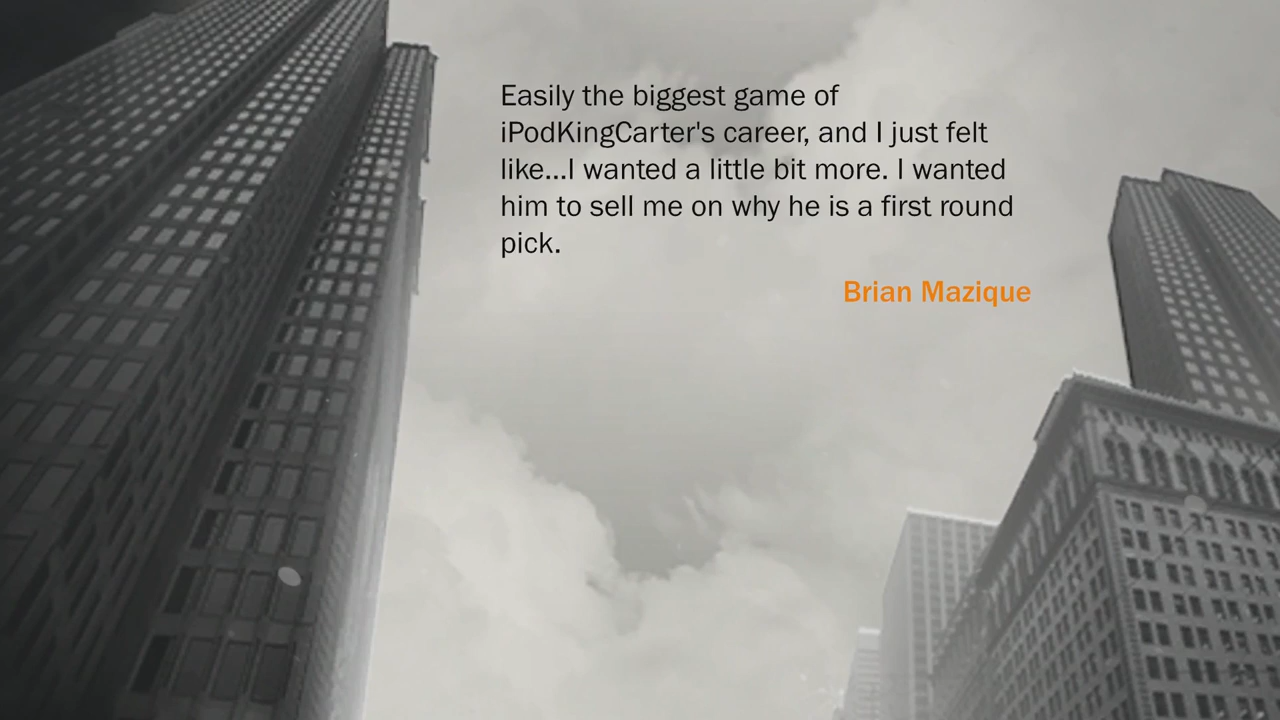 Easily the biggest game of
iPodKingCarter's career, and I just felt
like...I wanted a little bit more. I wanted
him to sell me on why he is a first round
pick.
Brian Mazique